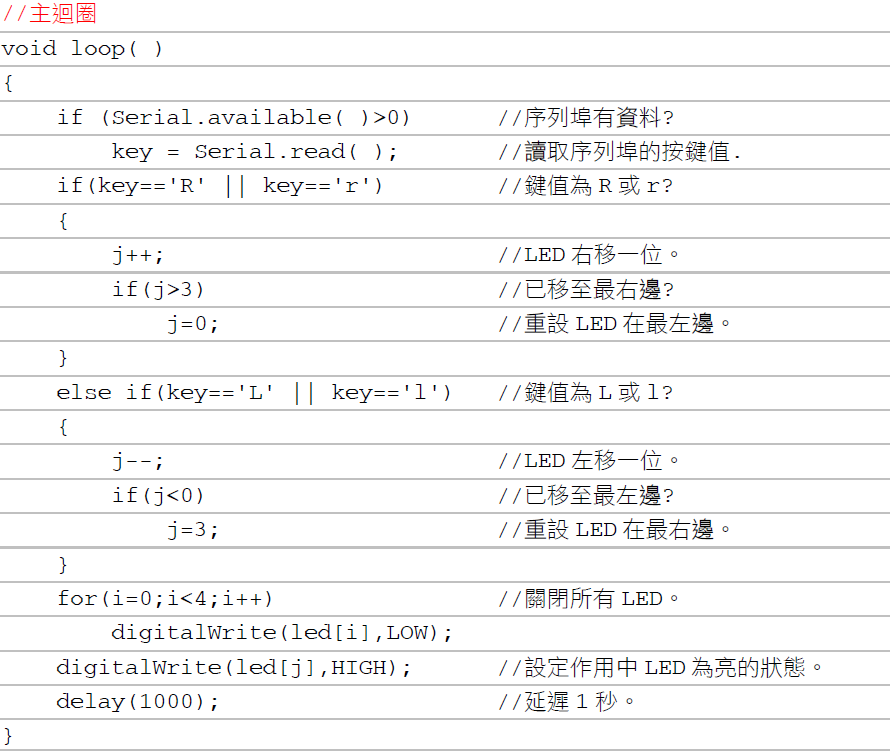 //主迴圈
void loop( )
{
    if (Serial.available( )>0)      //序列埠有資料?
        key = Serial.read( );       //讀取序列埠的按鍵值.
    if(key=='R' || key=='r')        //鍵值為 R 或 r?
    {
        j++;                        //LED 右移一位。
        if(j>3)                     //已移至最右邊?
            j=0;                    //重設 LED 在最左邊。
    }
    else if(key=='L' || key=='l')   //鍵值為 L 或 l?
    {
        j--;                        //LED 左移一位。
        if(j<0)                     //已移至最左邊?
            j=3;                    //重設 LED 在最右邊。
    }
    for(i=0;i<4;i++)                //關閉所有 LED。
        digitalWrite(led[i],LOW);
    digitalWrite(led[j],HIGH);      //設定作用中 LED 為亮的狀態。
    delay(1000);                    //延遲 1 秒。
}